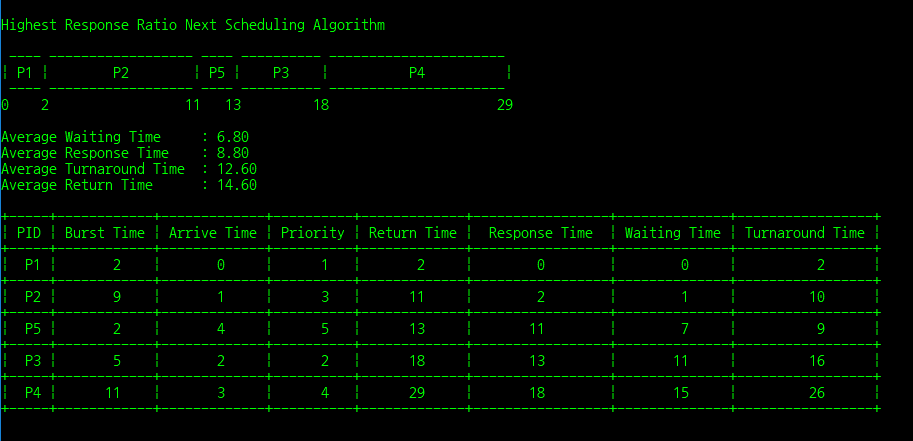 Highest Response Ratio Next Scheduling Algorithm
 ---- ------------------ ---- ---------- ----------------------
¦ P1 ¦        P2        ¦ P5 ¦    P3    ¦          P4          ¦
 ---- ------------------ ---- ---------- ----------------------
0    2                 11   13         18                     29
Average Waiting Time     : 6.80
Average Response Time    : 8.80
Average Turnaround Time  : 12.60
Average Return Time      : 14.60
+-----+------------+-------------+----------+-------------+-----------------+--------------+-----------------+
¦ PID ¦ Burst Time ¦ Arrive Time ¦ Priority ¦ Return Time ¦  Response Time  ¦ Waiting Time ¦ Turnaround Time ¦
+-----+------------+-------------+----------+-------------+-----------------+--------------+-----------------+
¦  P1 ¦       2    ¦       0     ¦     1    ¦      2      ¦        0        ¦       0      ¦         2       ¦
+-----+------------+-------------+----------+-------------+-----------------+--------------+-----------------+
¦  P2 ¦       9    ¦       1     ¦     3    ¦     11      ¦        2        ¦       1      ¦        10       ¦
+-----+------------+-------------+----------+-------------+-----------------+--------------+-----------------+
¦  P5 ¦       2    ¦       4     ¦     5    ¦     13      ¦       11        ¦       7      ¦         9       ¦
+-----+------------+-------------+----------+-------------+-----------------+--------------+-----------------+
¦  P3 ¦       5    ¦       2     ¦     2    ¦     18      ¦       13        ¦      11      ¦        16       ¦
+-----+------------+-------------+----------+-------------+-----------------+--------------+-----------------+
¦  P4 ¦      11    ¦       3     ¦     4    ¦     29      ¦       18        ¦      15      ¦        26       ¦
+-----+------------+-------------+----------+-------------+-----------------+--------------+-----------------+